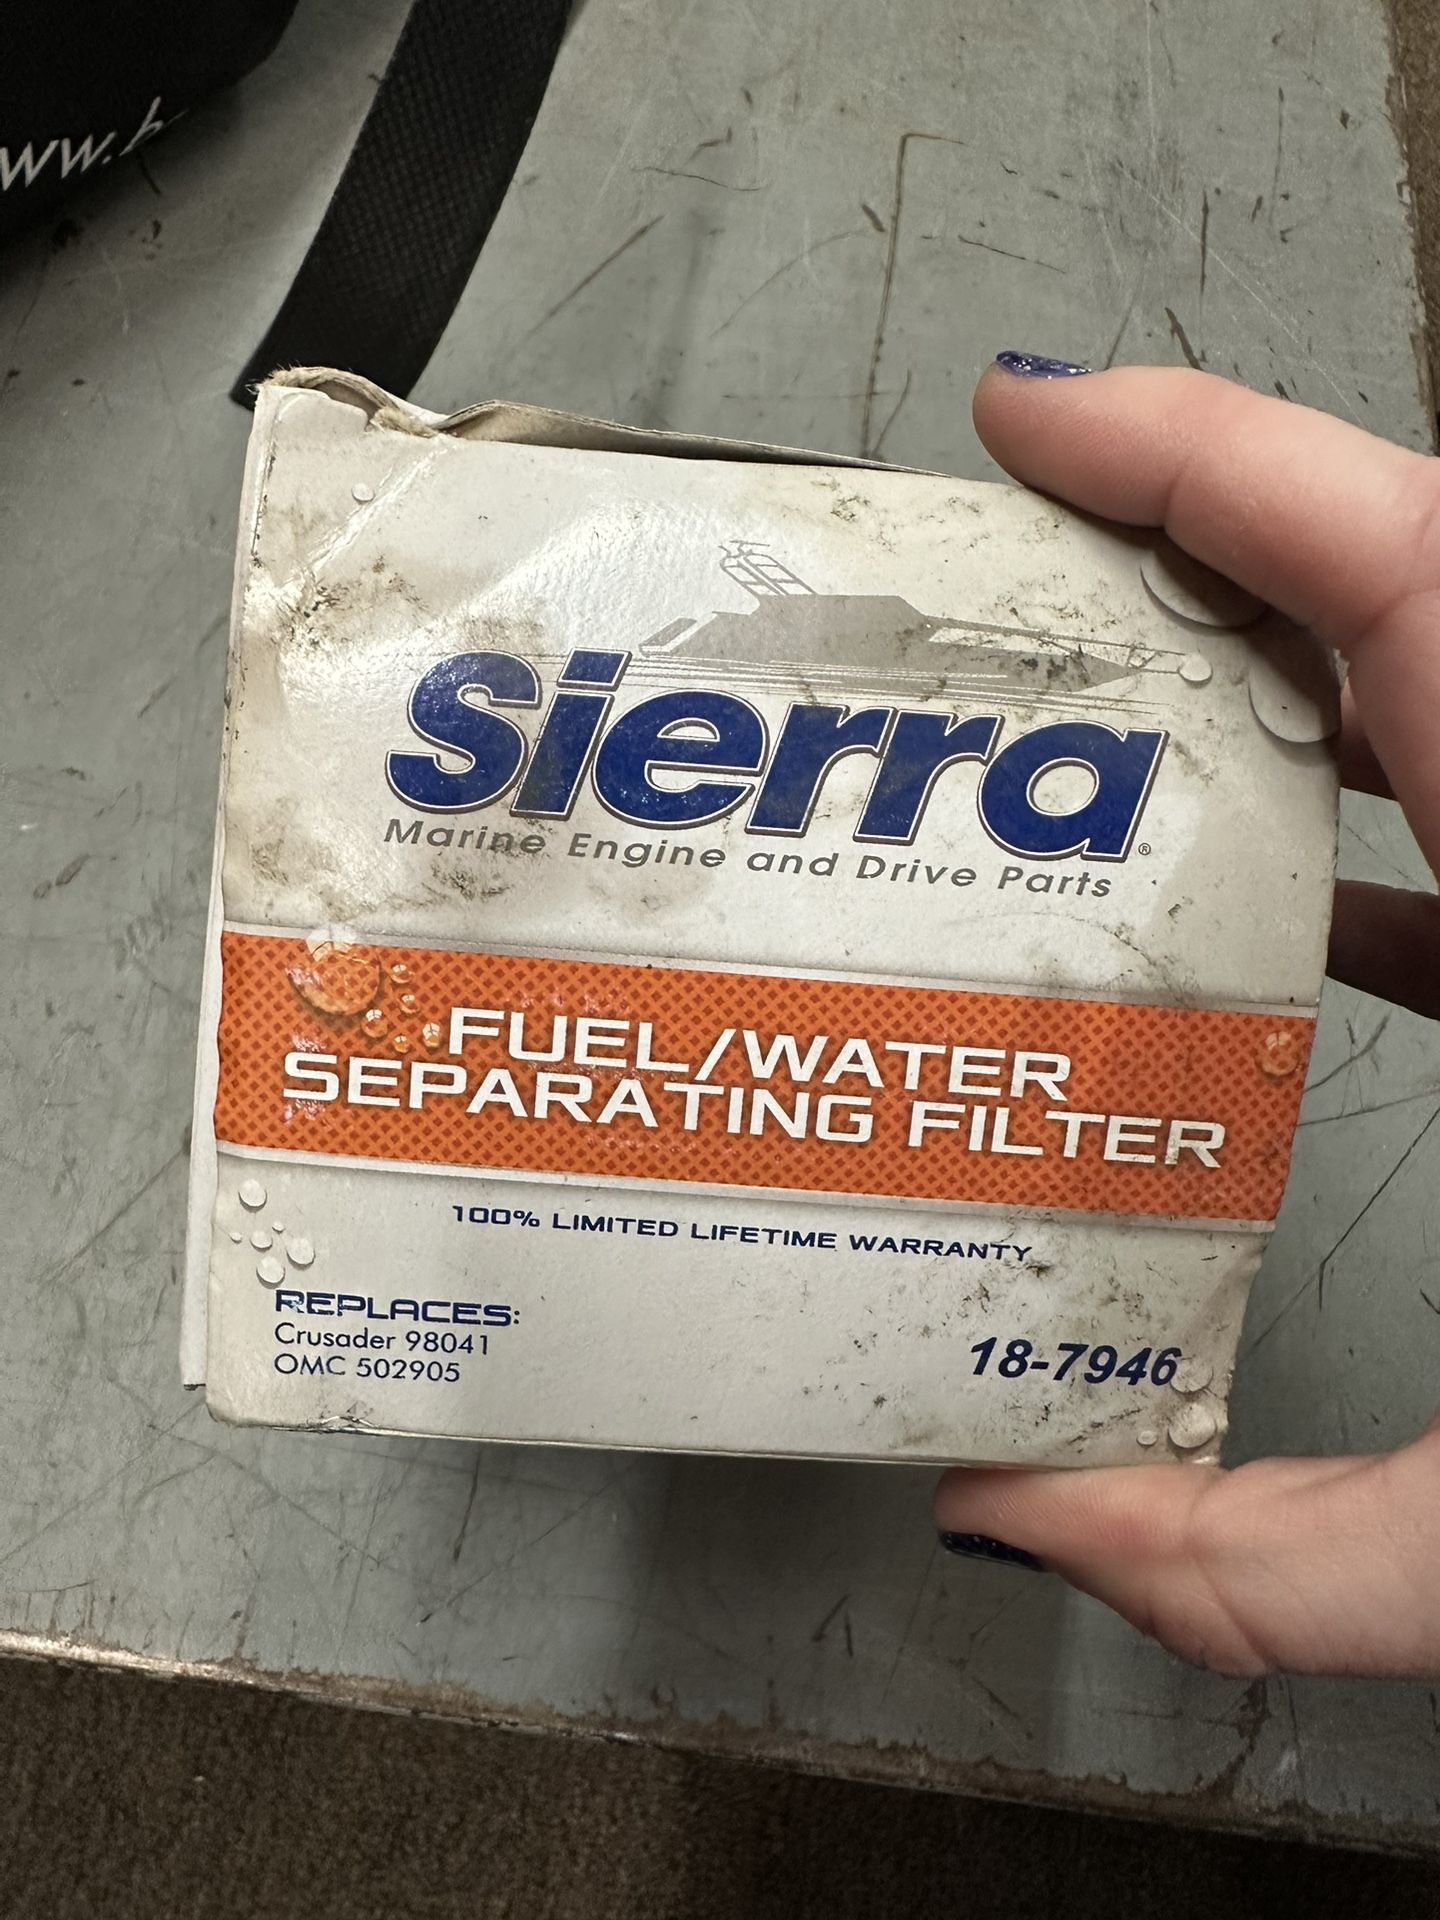 Sierra®
Marine Engine and Drive Parts
FUEL/WATER
SEPARATING FILTER
100% LIMITED LIFETIME WARRANTY
REPLACES:
Crusader 98041
OMC 502905
18-7946